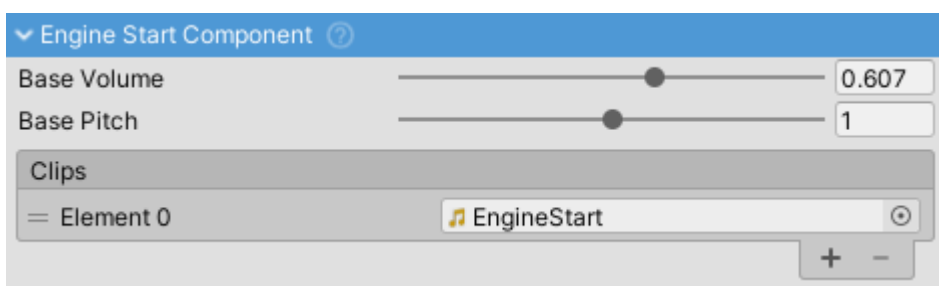 Engine Start Component
Base Volume 0.607
Base Pitch 1
Clips
Element 0 EngineStart